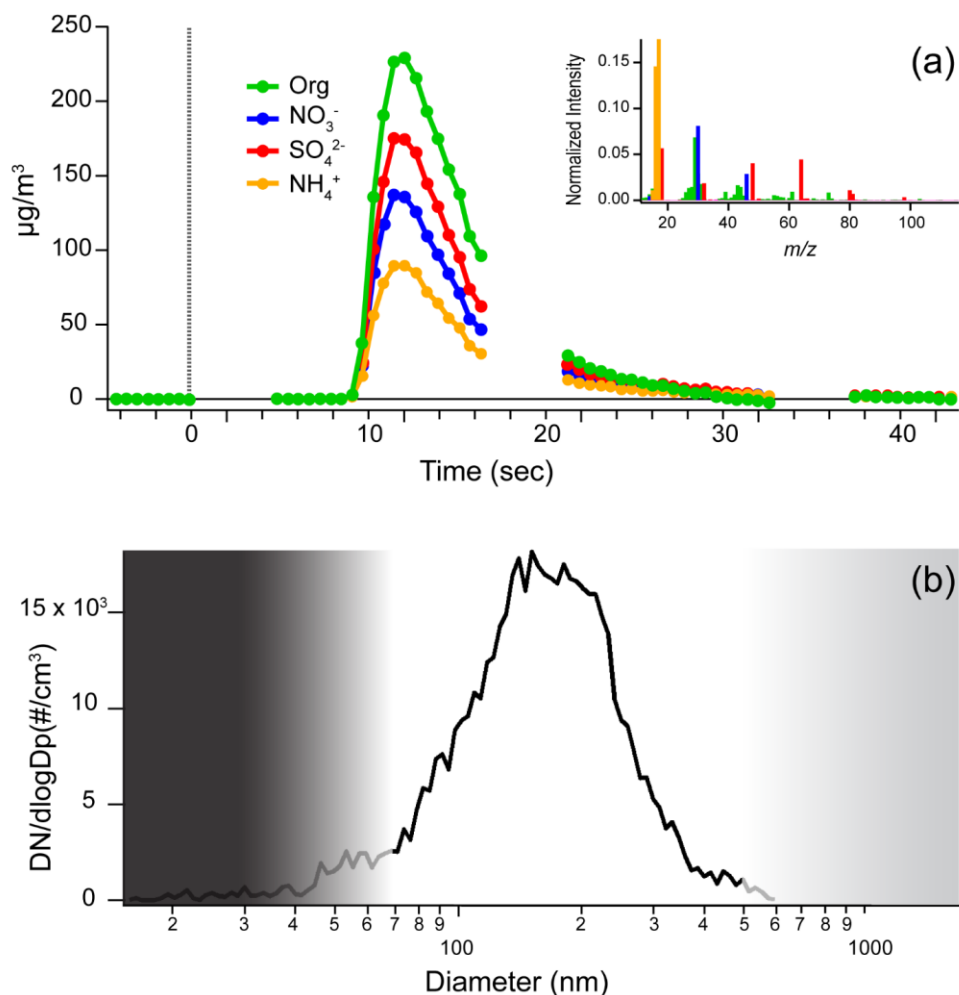 (a)
250
200
150
100
50
0
µg/m³
Org
NO₃⁻
SO₄²⁻
NH₄⁺
0.15
0.10
0.05
0.00
Normalized Intensity
20 40 60 80 100
m/z
0 10 20 30 40
Time (sec)
(b)
15 x 10³
10
5
0
DN/dlogDp(#/cm³)
2 3 4 5 6 7 8 9 2 3 4 5 6 7 8 9
100 1000
Diameter (nm)